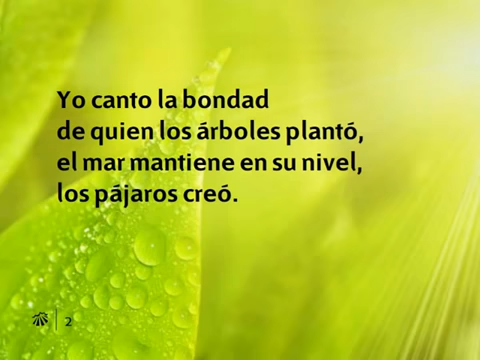 Yo canto la bondad
de quien los árboles plantó,
el mar mantiene en su nivel,
los pájaros creó.
2